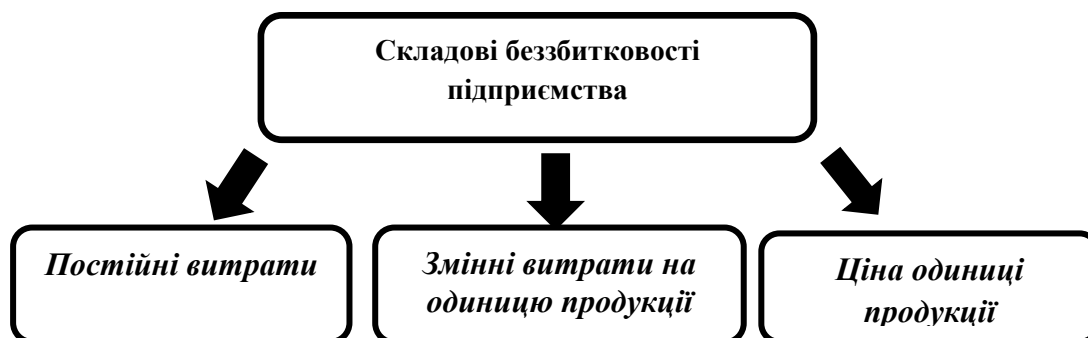 Складові беззбитковості
підприємства
Постійні витрати
Змінні витрати на
одиницю продукції
Ціна одиниці
продукції